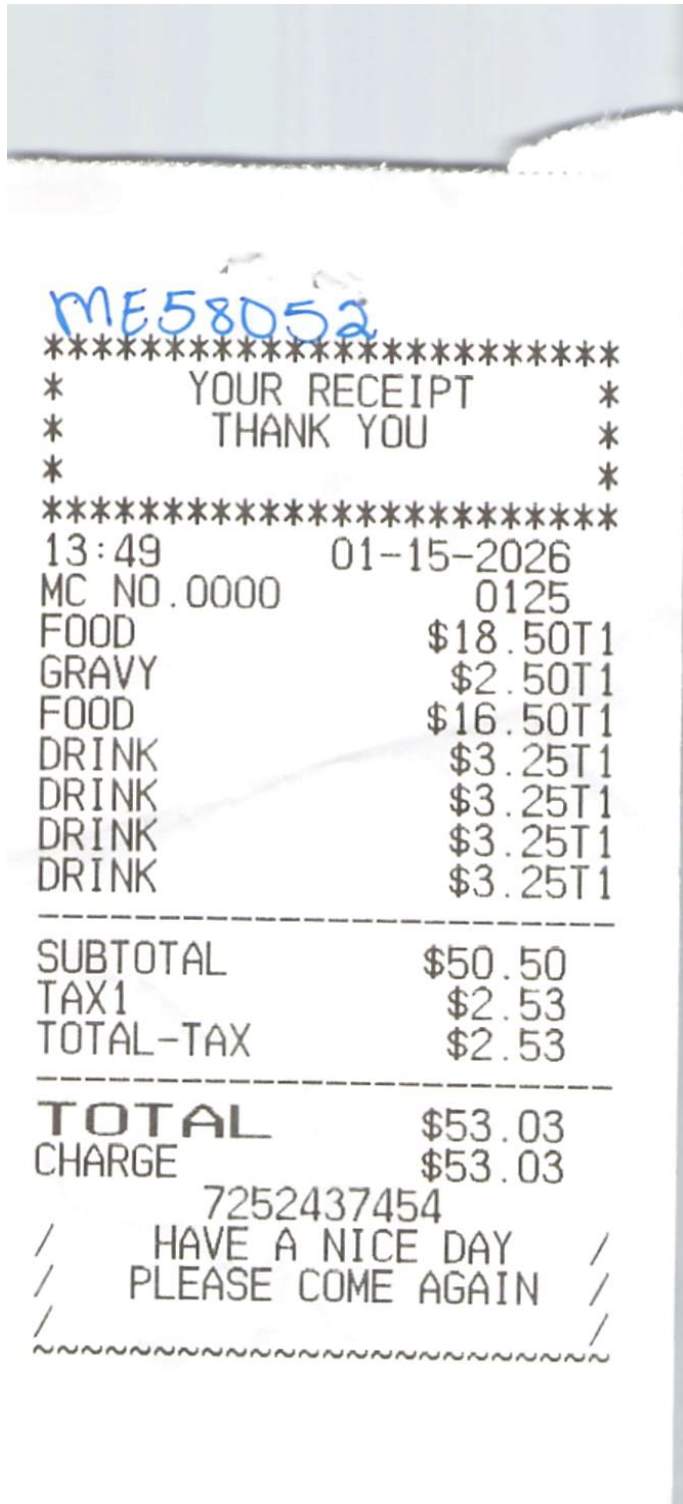 ME58052
*************************
* YOUR RECEIPT *
* THANK YOU *
* *
*************************
13:49 01-15-2026
MC NO.0000 0125
FOOD $18.50T1
GRAVY $2.50T1
FOOD $16.50T1
DRINK $3.25T1
DRINK $3.25T1
DRINK $3.25T1
DRINK $3.25T1
------------------------
SUBTOTAL $50.50
TAX1 $2.53
TOTAL-TAX $2.53
------------------------
TOTAL $53.03
CHARGE $53.03
7252437454
/ HAVE A NICE DAY /
/ PLEASE COME AGAIN /
/ /
~~~~~~~~~~~~~~~~~~~~~~~~